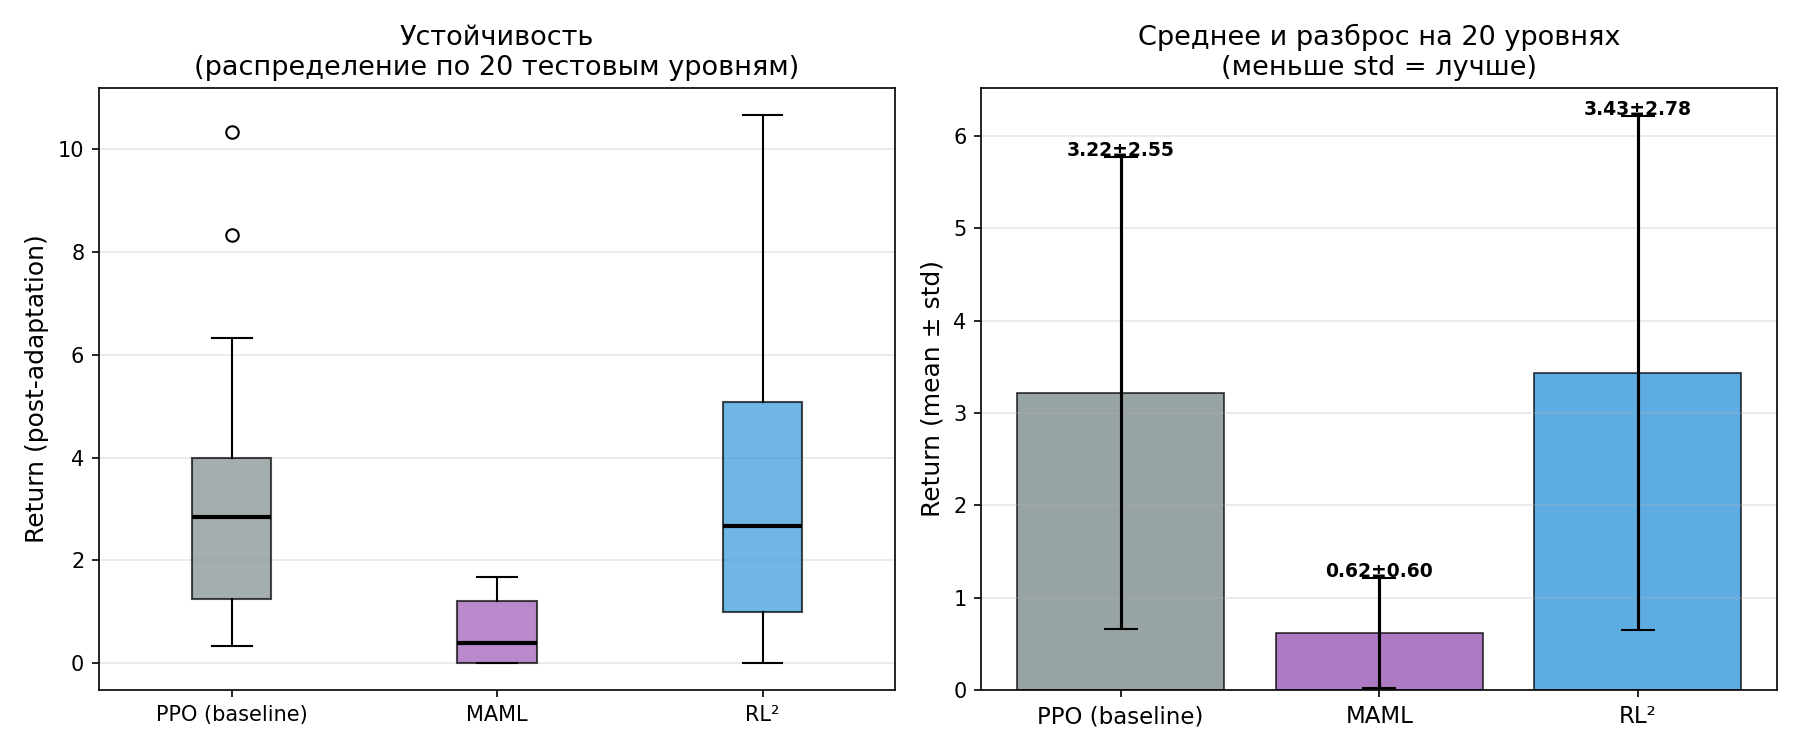 Устойчивость
(распределение по 20 тестовым уровням)
Return (post-adaptation)
10
8
6
4
2
0
PPO (baseline)
MAML
RL²
Среднее и разброс на 20 уровнях
(меньше std = лучше)
Return (mean ± std)
6
5
4
3
2
1
0
3.22±2.55
0.62±0.60
3.43±2.78
PPO (baseline)
MAML
RL²